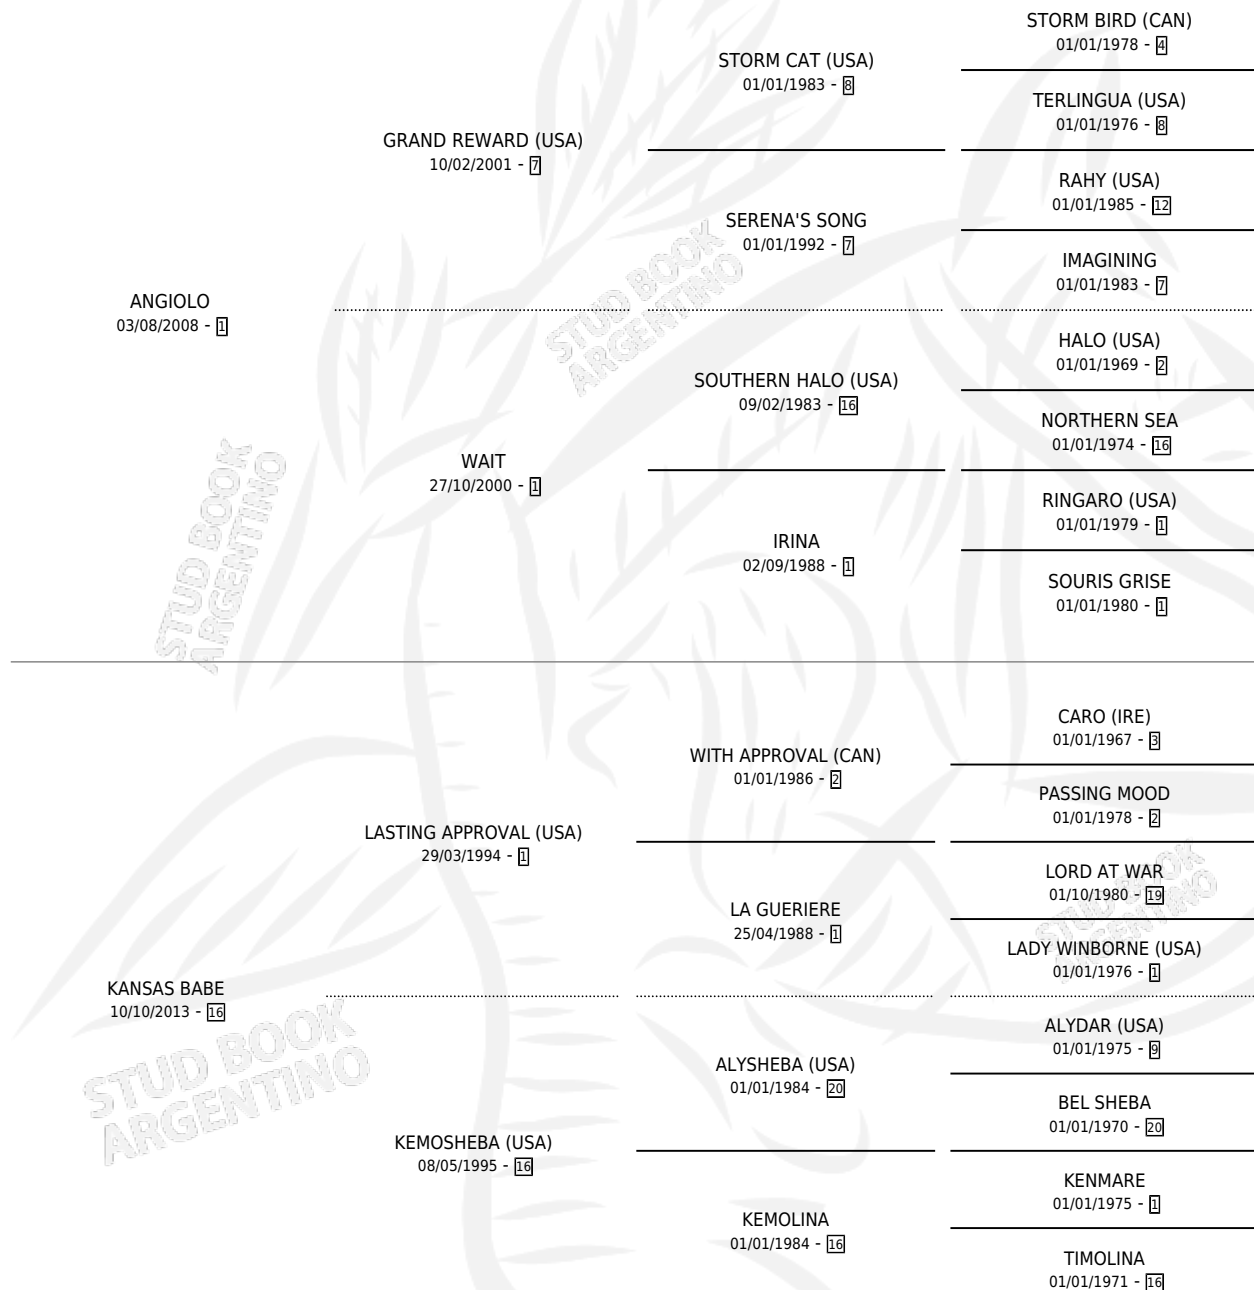 STORM BIRD (CAN)
01/01/1978 - 4
STORM CAT (USA)
01/01/1983 - 8
TERLINGUA (USA)
01/01/1976 - 8
GRAND REWARD (USA)
10/02/2001 - 7
RAHY (USA)
01/01/1985 - 12
SERENA'S SONG
01/01/1992 - 7
IMAGINING
01/01/1983 - 7
ANGIOLO
03/08/2008 - 1
HALO (USA)
01/01/1969 - 2
SOUTHERN HALO (USA)
09/02/1983 - 16
NORTHERN SEA
01/01/1974 - 16
WAIT
27/10/2000 - 1
RINGARO (USA)
01/01/1979 - 1
IRINA
02/09/1988 - 1
SOURIS GRISE
01/01/1980 - 1
CARO (IRE)
01/01/1967 - 3
WITH APPROVAL (CAN)
01/01/1986 - 2
PASSING MOOD
01/01/1978 - 2
LASTING APPROVAL (USA)
29/03/1994 - 1
LORD AT WAR
01/10/1980 - 19
LA GUERIERE
25/04/1988 - 1
LADY WINBORNE (USA)
01/01/1976 - 1
KANSAS BABE
10/10/2013 - 16
ALYDAR (USA)
01/01/1975 - 9
ALYSHEBA (USA)
01/01/1984 - 20
BEL SHEBA
01/01/1970 - 20
KEMOSHEBA (USA)
08/05/1995 - 16
KENMARE
01/01/1975 - 1
KEMOLINA
01/01/1984 - 16
TIMOLINA
01/01/1971 - 16
STUD BOOK
ARGENTINO
STUD BOOK
ARGENTINO
STUD BOOK
ARGENTINO
STUD BOOK
ARGENTINO